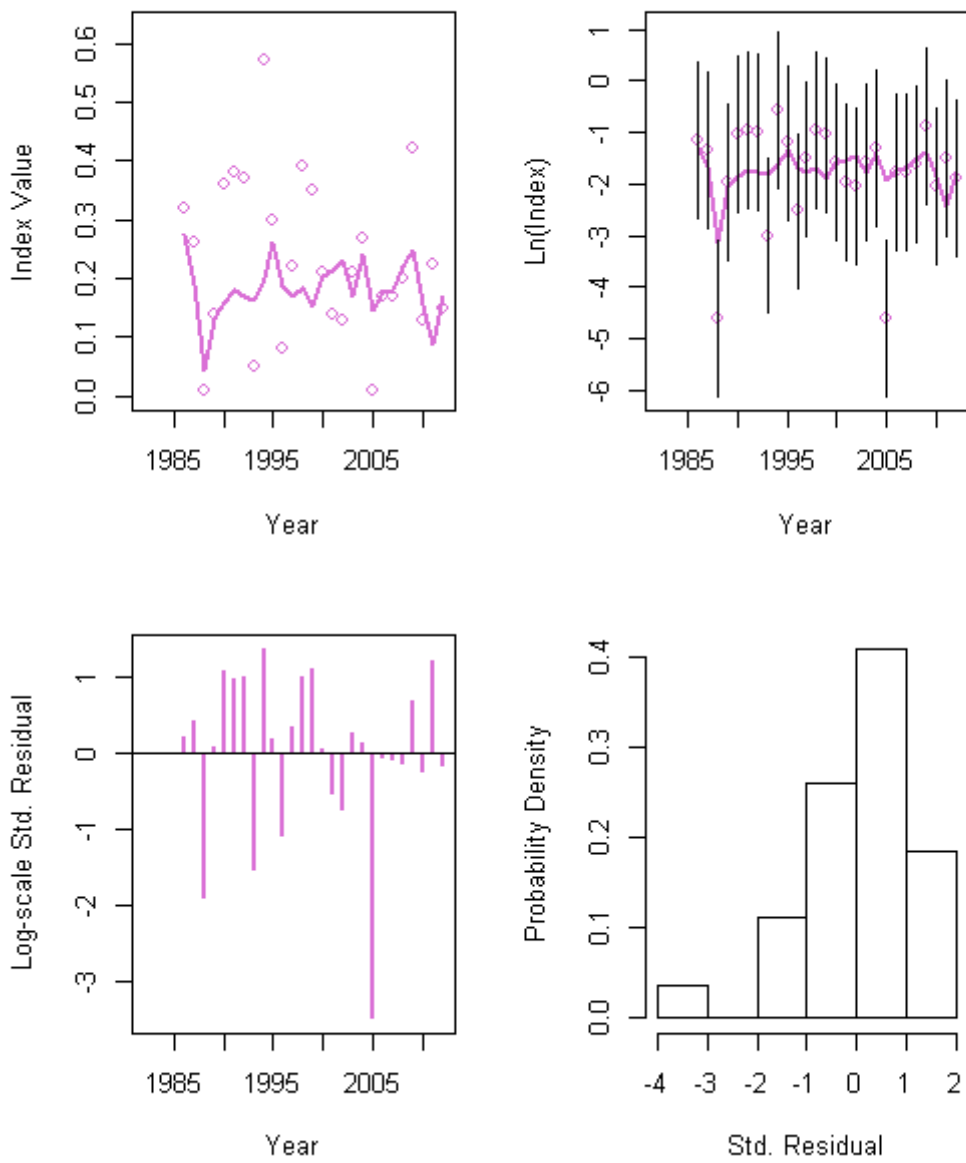 Index Value
0.0 0.1 0.2 0.3 0.4 0.5 0.6
1985 1995 2005
Year
Ln(Index)
-6 -5 -4 -3 -2 -1 0 1
1985 1995 2005
Year
Log-scale Std. Residual
-3 -2 -1 0 1
1985 1995 2005
Year
Probability Density
0.0 0.1 0.2 0.3 0.4
-4 -3 -2 -1 0 1 2
Std. Residual